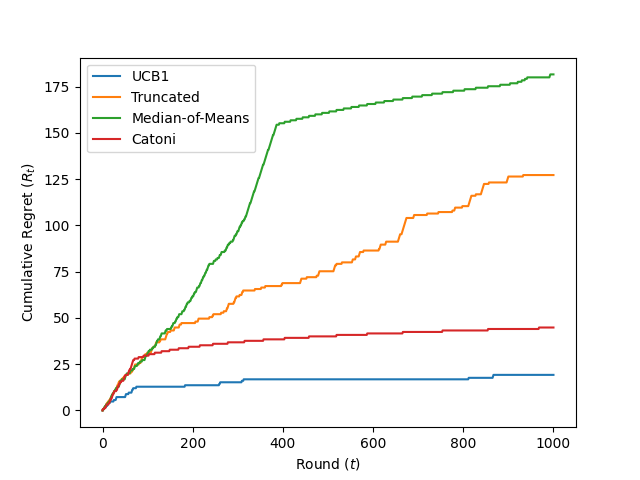 UCB1
Truncated
Median-of-Means
Catoni
175
150
125
100
75
50
25
0
Cumulative Regret (R_t)
0 200 400 600 800 1000
Round (t)